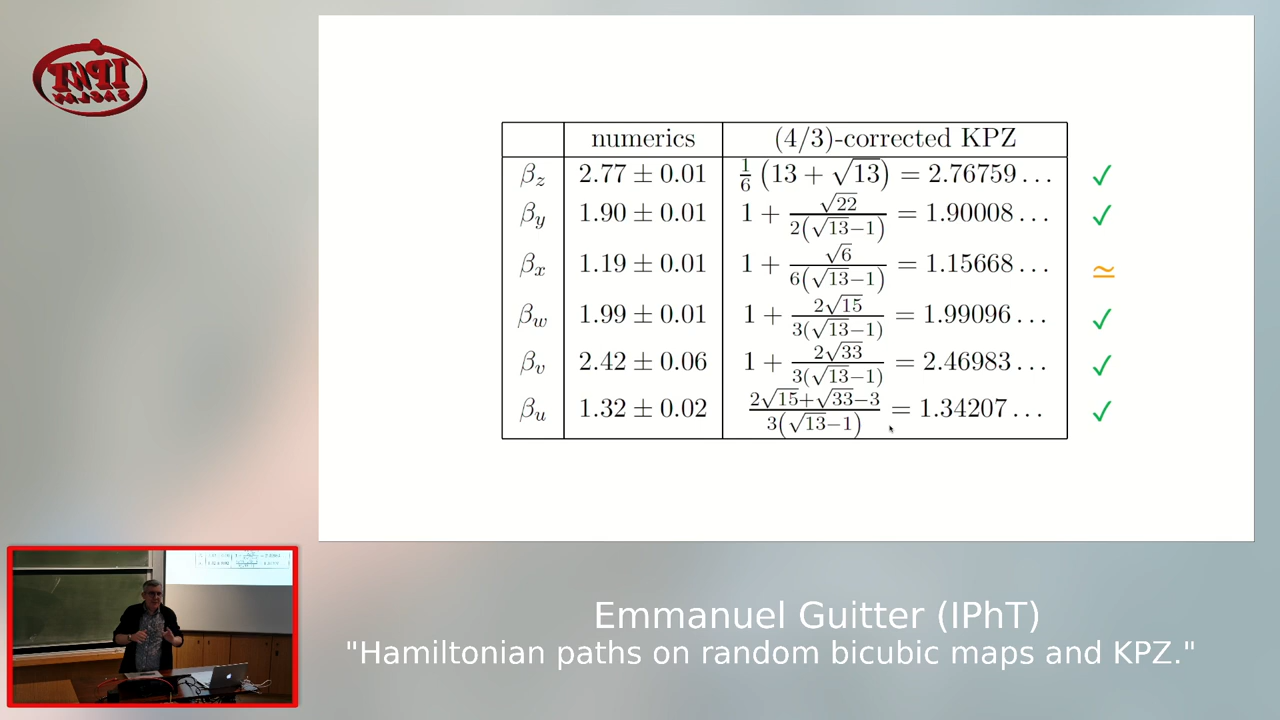 IPhT
SACLAY
numerics (4/3)-corrected KPZ
β_z 2.77 ± 0.01 1/6 (13 + √13) = 2.76759… ✓
β_y 1.90 ± 0.01 1 + √22/2(√13−1) = 1.90008… ✓
β_x 1.19 ± 0.01 1 + √6/6(√13−1) = 1.15668… ≃
β_w 1.99 ± 0.01 1 + 2√15/3(√13−1) = 1.99096… ✓
β_v 2.42 ± 0.06 1 + 2√33/3(√13−1) = 2.46983… ✓
β_u 1.32 ± 0.02 2√15+√33−3/3(√13−1) = 1.34207… ✓
Emmanuel Guitter (IPhT)
"Hamiltonian paths on random bicubic maps and KPZ."